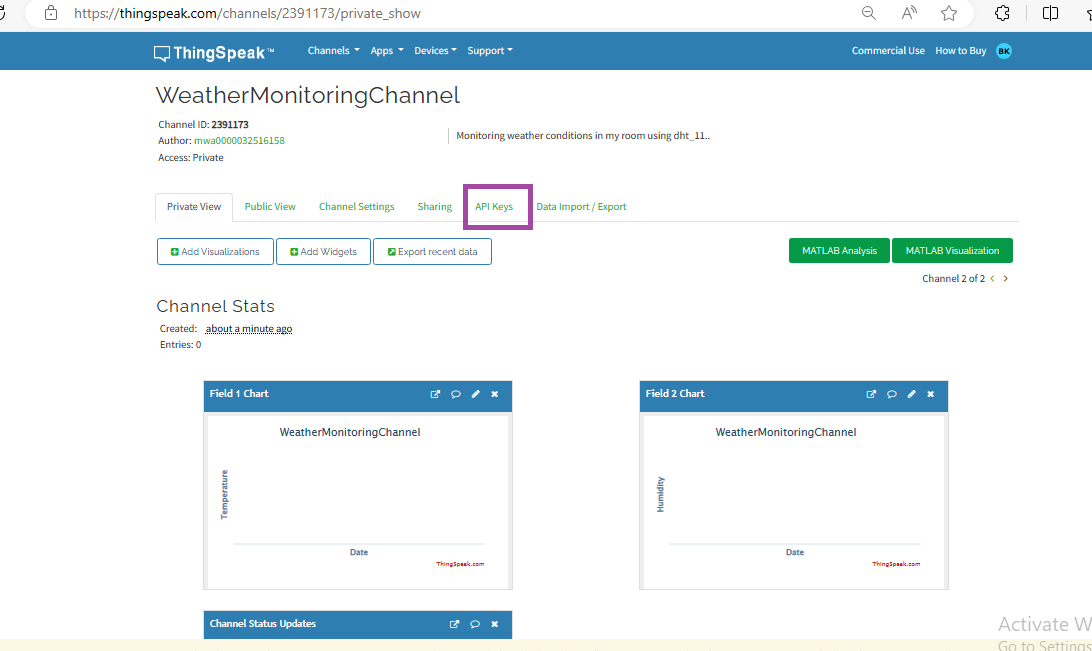 https://thingspeak.com/channels/2391173/private_show
ThingSpeak™ Channels Apps Devices Support Commercial Use How to Buy BK
WeatherMonitoringChannel
Channel ID: 2391173
Author: mwa0000032516158
Access: Private
Monitoring weather conditions in my room using dht_11..
Private View Public View Channel Settings Sharing API Keys Data Import / Export
Add Visualizations Add Widgets Export recent data MATLAB Analysis MATLAB Visualization
Channel 2 of 2 < >
Channel Stats
Created: about a minute ago
Entries: 0
Field 1 Chart
WeatherMonitoringChannel
Temperature
Date
ThingSpeak.com
Field 2 Chart
WeatherMonitoringChannel
Humidity
Date
ThingSpeak.com
Channel Status Updates
Activate W
Go to Settings